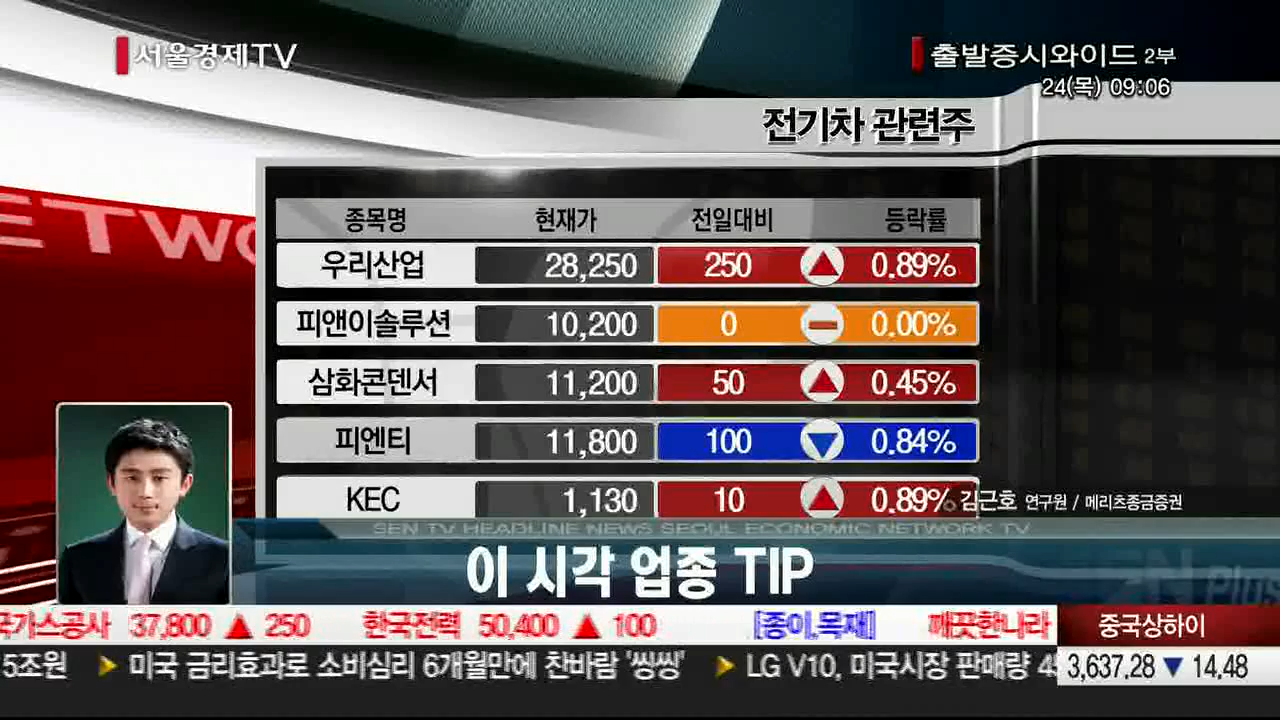 서울경제TV
출발증시와이드 2부
24(목) 09:06
전기차 관련주
종목명 현재가 전일대비 등락률
우리산업 28,250 250 ▲ 0.89%
피앤이솔루션 10,200 0 - 0.00%
삼화콘덴서 11,200 50 ▲ 0.45%
피엔티 11,800 100 ▼ 0.84%
KEC 1,130 10 ▲ 0.89%
김근호 연구원 / 메리츠종금증권
SEN TV HEADLINE NEWS SEOUL ECONOMIC NETWORK TV
이 시각 업종 TIP
Plus
가스공사 37,800 ▲ 250 한국전력 50,400 ▲ 100 [종이,목재] 깨끗한나라
중국상하이
5조원 ▶ 미국 금리효과로 소비심리 6개월만에 찬바람 '씽씽' ▶ LG V10, 미국시장 판매량
3,637.28 ▼ 14.48